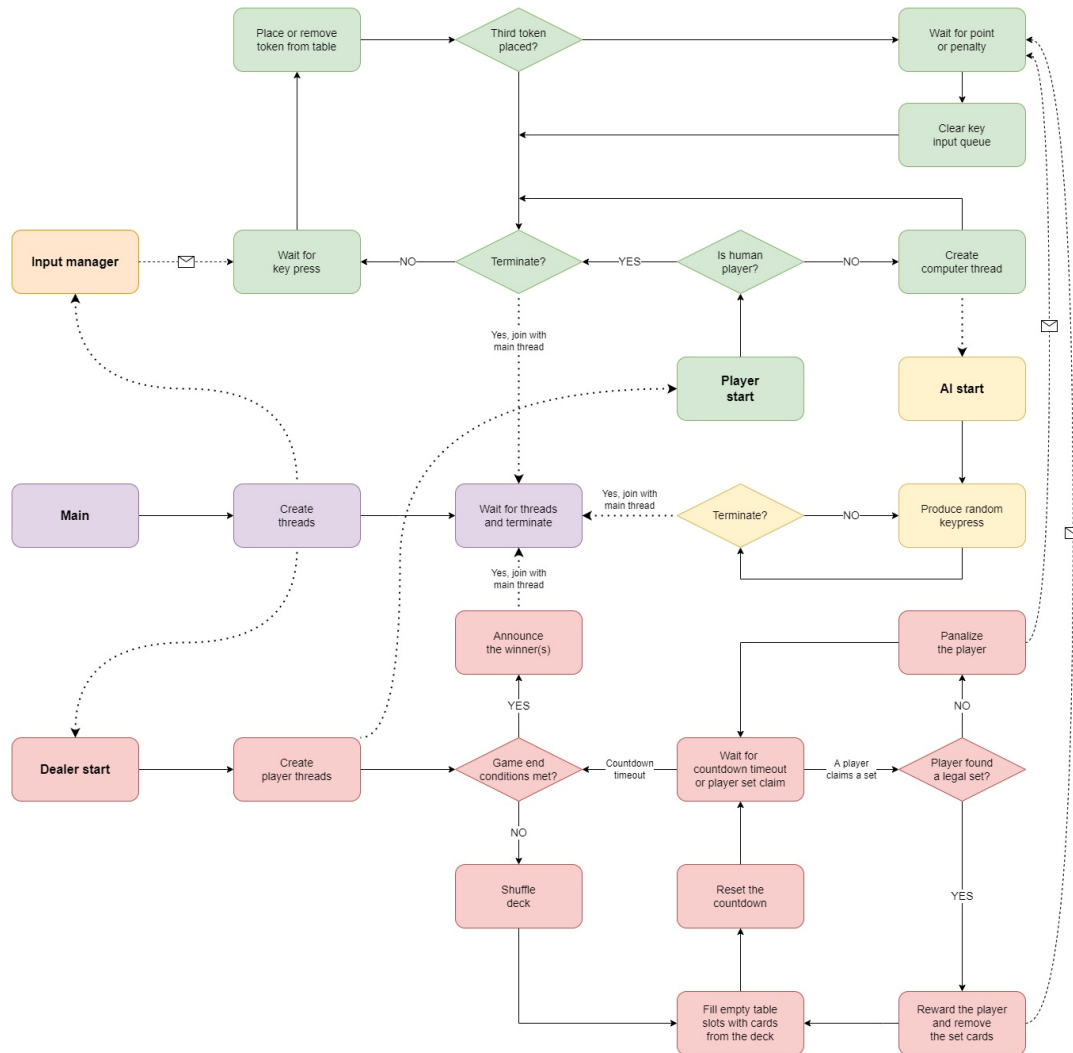 Place or remove
token from table
Third token
placed?
Wait for point
or penalty
Clear key
input queue
Input manager
Wait for
key press
NO
Terminate?
YES
Is human
player?
NO
Create
computer thread
Yes, join with
main thread
Player
start
AI start
Main
Create
threads
Wait for threads
and terminate
Yes, join with
main thread
Terminate?
NO
Produce random
keypress
Yes, join with
main thread
Announce
the winner(s)
Panalize
the player
YES
NO
Dealer start
Create
player threads
Game end
conditions met?
Countdown
timeout
Wait for
countdown timeout
or player set claim
A player
claims a set
Player found
a legal set?
NO
YES
Shuffle
deck
Reset the
countdown
Fill empty table
slots with cards
from the deck
Reward the player
and remove
the set cards